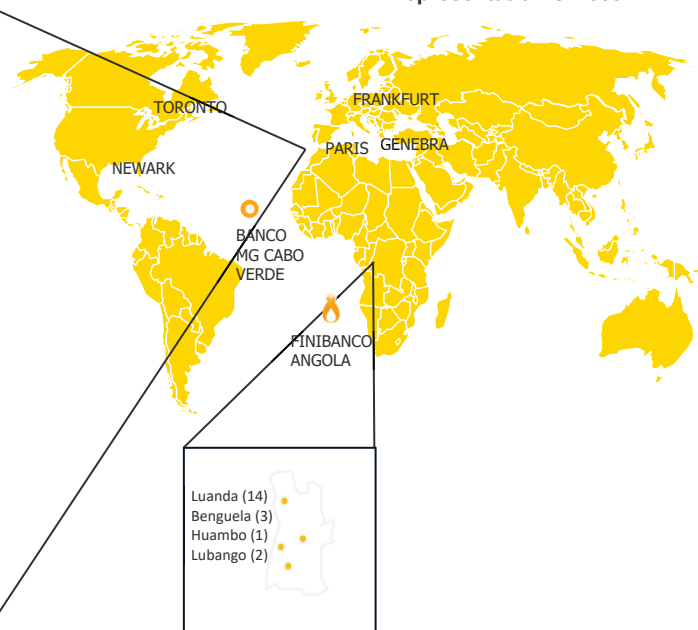 TORONTO
FRANKFURT
PARIS
GENEBRA
NEWARK
BANCO
MG CABO
VERDE
FINIBANCO
ANGOLA
Luanda (14)
Benguela (3)
Huambo (1)
Lubango (2)